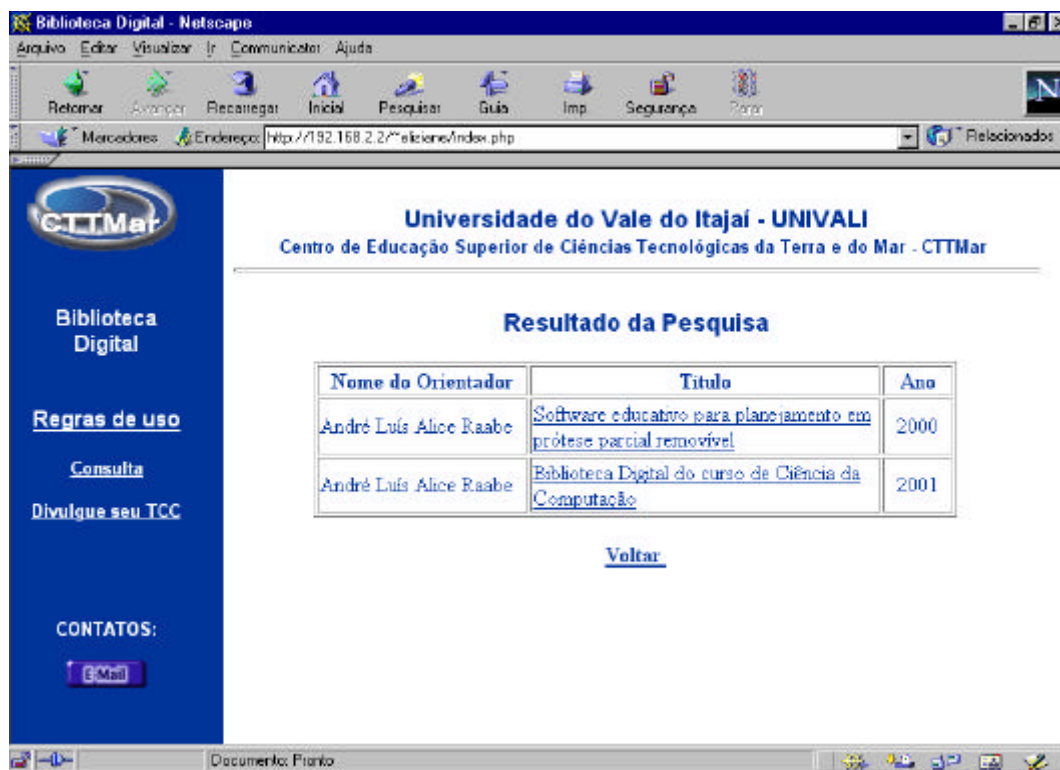 Biblioteca Digital - Netscape
Arquivo Editar Visualizar Ir Communicator Ajuda
Retornar Avançar Recarregar Inicial Pesquisar Guia Imp. Segurança Parar
Marcadores Endereço: http://192.168.2.2/~eliziane/index.php Relacionados
CTTMar
Universidade do Vale do Itajaí - UNIVALI
Centro de Educação Superior de Ciências Tecnológicas da Terra e do Mar - CTTMar
Biblioteca
Digital
Resultado da Pesquisa
Nome do Orientador Título Ano
André Luís Alice Raabe Software educativo para planejamento em
prótese parcial removível 2000
André Luís Alice Raabe Biblioteca Digital do curso de Ciência da
Computação 2001
Voltar
Regras de uso
Consulta
Divulgue seu TCC
CONTATOS:
E-Mail
Documento: Pronto